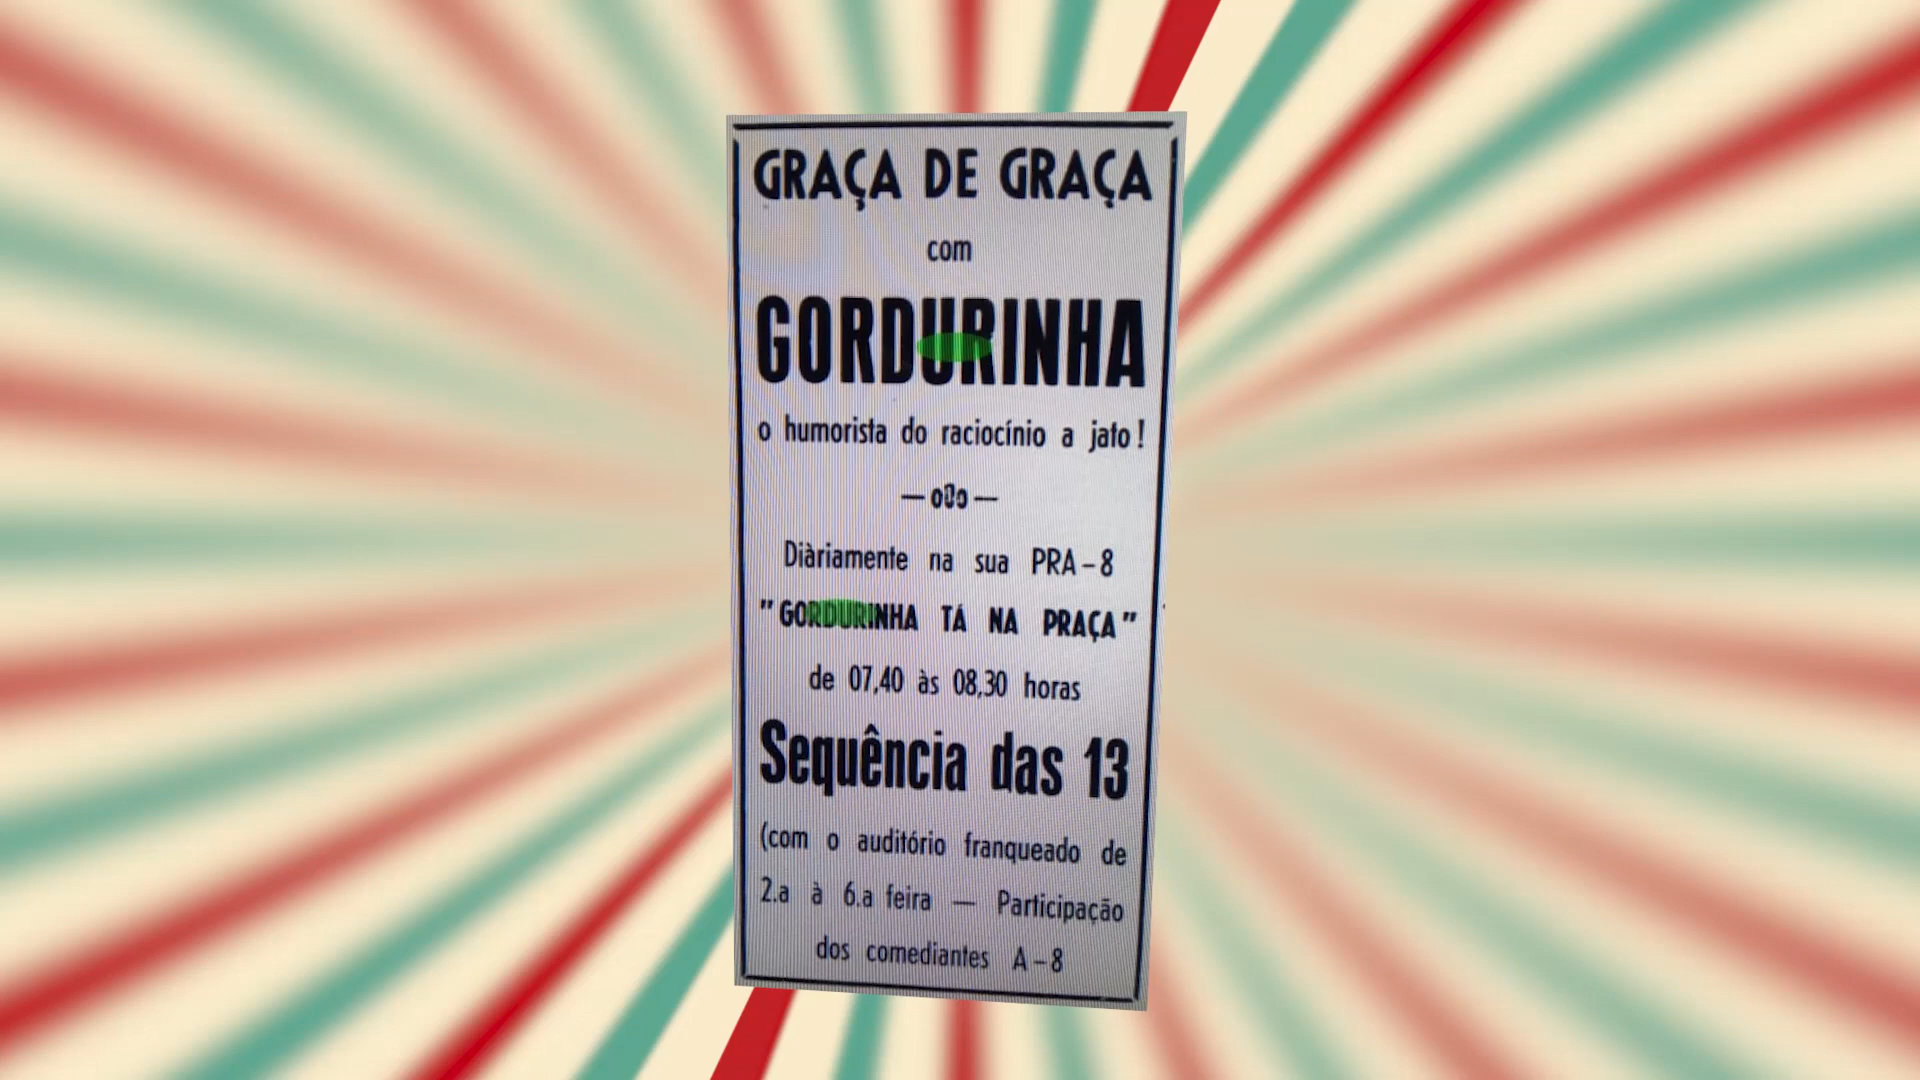 GRAÇA DE GRAÇA
com
GORDURINHA
o humorista do raciocínio a jato!
Diàriamente na sua PRA-8
"GORDURINHA TÁ NA PRAÇA"
de 07,40 às 08,30 horas
Sequência das 13
(com o auditório franqueado de
2.a à 6.a feira — Participação
dos comediantes A-8